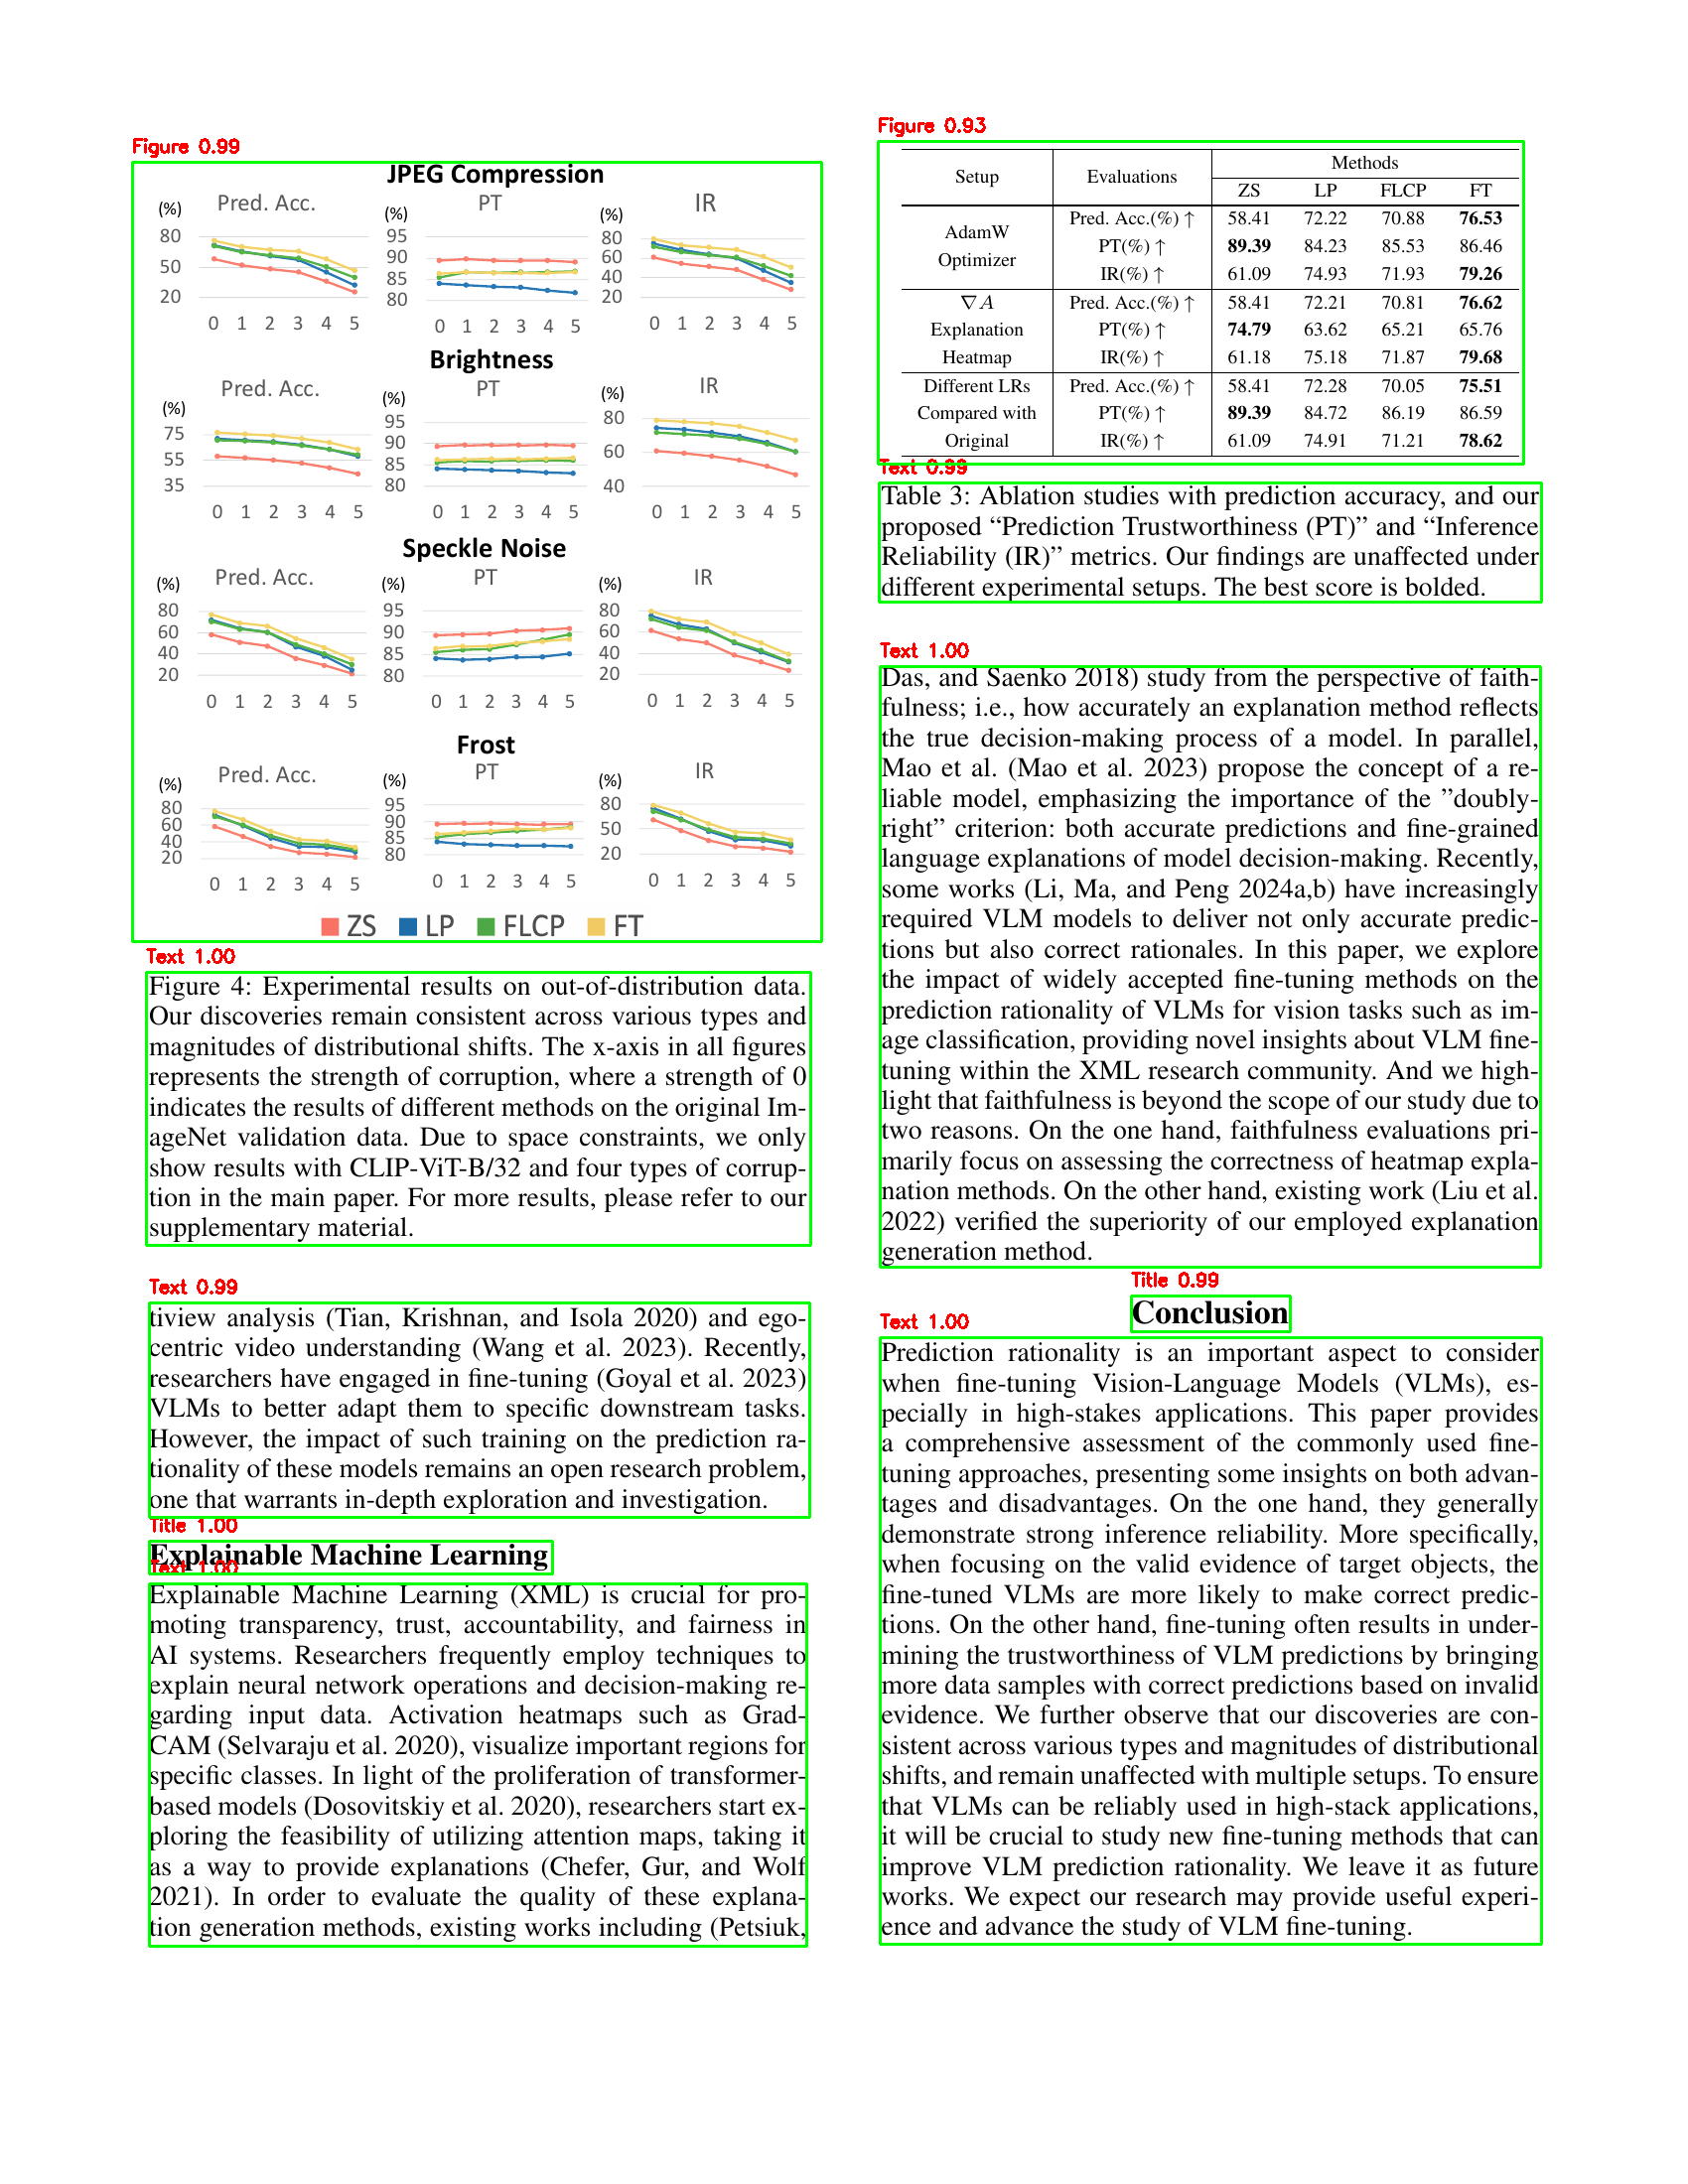 Figure 0.99
JPEG Compression
Pred. Acc.
PT
IR
(%)
(%)
(%)
80
50
20
95
90
85
80
80
60
40
20
0 1 2 3 4 5
0 1 2 3 4 5
0 1 2 3 4 5
Brightness
Pred. Acc.
PT
IR
(%)
(%)
(%)
75
55
35
95
90
85
80
80
60
40
0 1 2 3 4 5
0 1 2 3 4 5
0 1 2 3 4 5
Speckle Noise
Pred. Acc.
PT
IR
(%)
(%)
(%)
80
60
40
20
95
90
85
80
80
60
40
20
0 1 2 3 4 5
0 1 2 3 4 5
0 1 2 3 4 5
Frost
Pred. Acc.
PT
IR
(%)
(%)
(%)
80
60
40
20
95
90
85
80
80
50
20
0 1 2 3 4 5
0 1 2 3 4 5
0 1 2 3 4 5
ZS LP FLCP FT
Text 1.00
Figure 4: Experimental results on out-of-distribution data.
Our discoveries remain consistent across various types and
magnitudes of distributional shifts. The x-axis in all figures
represents the strength of corruption, where a strength of 0
indicates the results of different methods on the original Im-
ageNet validation data. Due to space constraints, we only
show results with CLIP-ViT-B/32 and four types of corrup-
tion in the main paper. For more results, please refer to our
supplementary material.
Text 0.99
tiview analysis (Tian, Krishnan, and Isola 2020) and ego-
centric video understanding (Wang et al. 2023). Recently,
researchers have engaged in fine-tuning (Goyal et al. 2023)
VLMs to better adapt them to specific downstream tasks.
However, the impact of such training on the prediction ra-
tionality of these models remains an open research problem,
one that warrants in-depth exploration and investigation.
Title 1.00
Explainable Machine Learning
Text 1.00
Explainable Machine Learning (XML) is crucial for pro-
moting transparency, trust, accountability, and fairness in
AI systems. Researchers frequently employ techniques to
explain neural network operations and decision-making re-
garding input data. Activation heatmaps such as Grad-
CAM (Selvaraju et al. 2020), visualize important regions for
specific classes. In light of the proliferation of transformer-
based models (Dosovitskiy et al. 2020), researchers start ex-
ploring the feasibility of utilizing attention maps, taking it
as a way to provide explanations (Chefer, Gur, and Wolf
2021). In order to evaluate the quality of these explana-
tion generation methods, existing works including (Petsiuk,
Figure 0.93
Setup Evaluations Methods
ZS LP FLCP FT
AdamW Optimizer
Pred. Acc.(%) ↑ 58.41 72.22 70.88 76.53
PT(%) ↑ 89.39 84.23 85.53 86.46
IR(%) ↑ 61.09 74.93 71.93 79.26
∇A Pred. Acc.(%) ↑ 58.41 72.21 70.81 76.62
Explanation PT(%) ↑ 74.79 63.62 65.21 65.76
Heatmap IR(%) ↑ 61.18 75.18 71.87 79.68
Different LRs Pred. Acc.(%) ↑ 58.41 72.28 70.05 75.51
Compared with PT(%) ↑ 89.39 84.72 86.19 86.59
Original IR(%) ↑ 61.09 74.91 71.21 78.62
Text 0.99
Table 3: Ablation studies with prediction accuracy, and our
proposed “Prediction Trustworthiness (PT)” and “Inference
Reliability (IR)” metrics. Our findings are unaffected under
different experimental setups. The best score is bolded.
Text 1.00
Das, and Saenko 2018) study from the perspective of faith-
fulness; i.e., how accurately an explanation method reflects
the true decision-making process of a model. In parallel,
Mao et al. (Mao et al. 2023) propose the concept of a re-
liable model, emphasizing the importance of the ”doubly-
right” criterion: both accurate predictions and fine-grained
language explanations of model decision-making. Recently,
some works (Li, Ma, and Peng 2024a,b) have increasingly
required VLM models to deliver not only accurate predic-
tions but also correct rationales. In this paper, we explore
the impact of widely accepted fine-tuning methods on the
prediction rationality of VLMs for vision tasks such as im-
age classification, providing novel insights about VLM fine-
tuning within the XML research community. And we high-
light that faithfulness is beyond the scope of our study due to
two reasons. On the one hand, faithfulness evaluations pri-
marily focus on assessing the correctness of heatmap expla-
nation methods. On the other hand, existing work (Liu et al.
2022) verified the superiority of our employed explanation
generation method.
Title 0.99
Conclusion
Text 1.00
Prediction rationality is an important aspect to consider
when fine-tuning Vision-Language Models (VLMs), es-
pecially in high-stakes applications. This paper provides
a comprehensive assessment of the commonly used fine-
tuning approaches, presenting some insights on both advan-
tages and disadvantages. On the one hand, they generally
demonstrate strong inference reliability. More specifically,
when focusing on the valid evidence of target objects, the
fine-tuned VLMs are more likely to make correct predic-
tions. On the other hand, fine-tuning often results in under-
mining the trustworthiness of VLM predictions by bringing
more data samples with correct predictions based on invalid
evidence. We further observe that our discoveries are con-
sistent across various types and magnitudes of distributional
shifts, and remain unaffected with multiple setups. To ensure
that VLMs can be reliably used in high-stack applications,
it will be crucial to study new fine-tuning methods that can
improve VLM prediction rationality. We leave it as future
works. We expect our research may provide useful experi-
ence and advance the study of VLM fine-tuning.